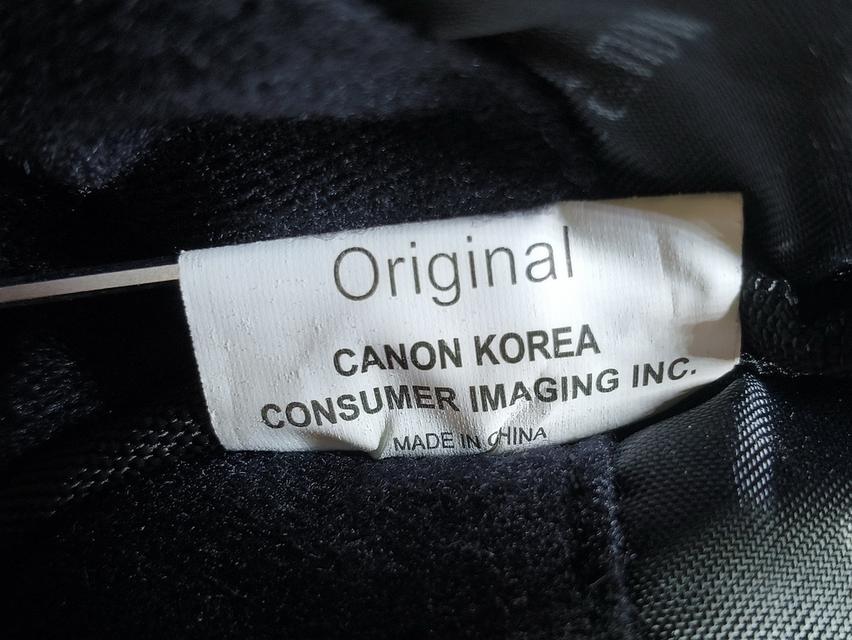 Original
CANON KOREA
CONSUMER IMAGING INC.
MADE IN CHINA